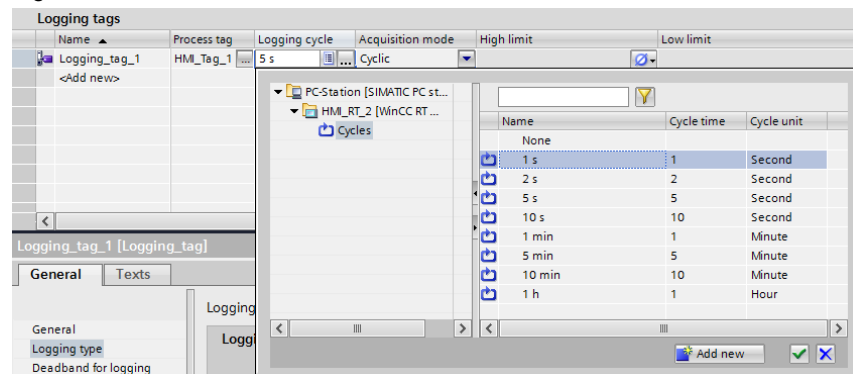 Logging tags
Name Process tag Logging cycle Acquisition mode High limit Low limit
Logging_tag_1 HMI_Tag_1 ... 5 s ... Cyclic
<Add new>
PC-Station [SIMATIC PC st...
HMI_RT_2 [WinCC RT ...
Cycles
Name Cycle time Cycle unit
None
1 s 1 Second
2 s 2 Second
5 s 5 Second
10 s 10 Second
1 min 1 Minute
5 min 5 Minute
10 min 10 Minute
1 h 1 Hour
Add new
Logging_tag_1 [Logging_tag]
General Texts
Logging
General
Loggi
Logging type
Deadband for logging